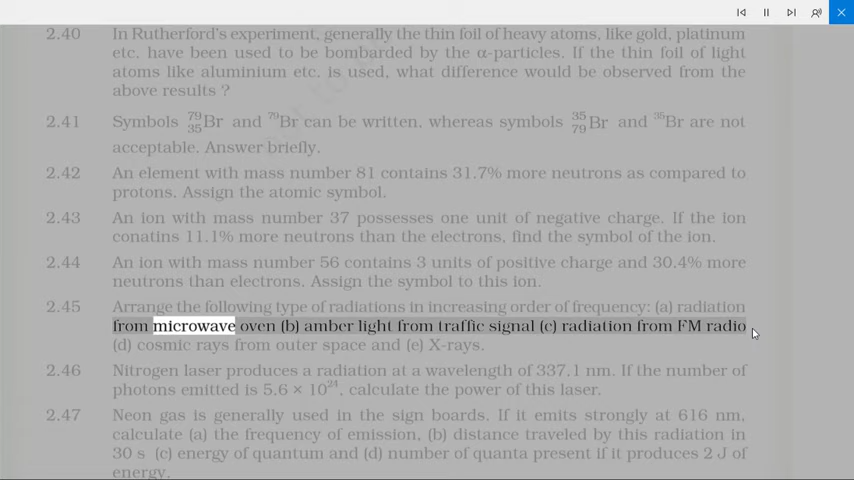 2.40 In Rutherford's experiment, generally the thin foil of heavy atoms, like gold, platinum
etc. have been used to be bombarded by the α-particles. If the thin foil of light
atoms like aluminium etc. is used, what difference would be observed from the
above results ?
2.41 Symbols ⁷⁹₃₅Br and ⁷⁹Br can be written, whereas symbols ³⁵₇₉Br and ³⁵Br are not
acceptable. Answer briefly.
2.42 An element with mass number 81 contains 31.7% more neutrons as compared to
protons. Assign the atomic symbol.
2.43 An ion with mass number 37 possesses one unit of negative charge. If the ion
conatins 11.1% more neutrons than the electrons, find the symbol of the ion.
2.44 An ion with mass number 56 contains 3 units of positive charge and 30.4% more
neutrons than electrons. Assign the symbol to this ion.
2.45 Arrange the following type of radiations in increasing order of frequency: (a) radiation
from microwave oven (b) amber light from traffic signal (c) radiation from FM radio
(d) cosmic rays from outer space and (e) X-rays.
2.46 Nitrogen laser produces a radiation at a wavelength of 337.1 nm. If the number of
photons emitted is 5.6 × 10²⁴, calculate the power of this laser.
2.47 Neon gas is generally used in the sign boards. If it emits strongly at 616 nm,
calculate (a) the frequency of emission, (b) distance traveled by this radiation in
30 s (c) energy of quantum and (d) number of quanta present if it produces 2 J of
energy.